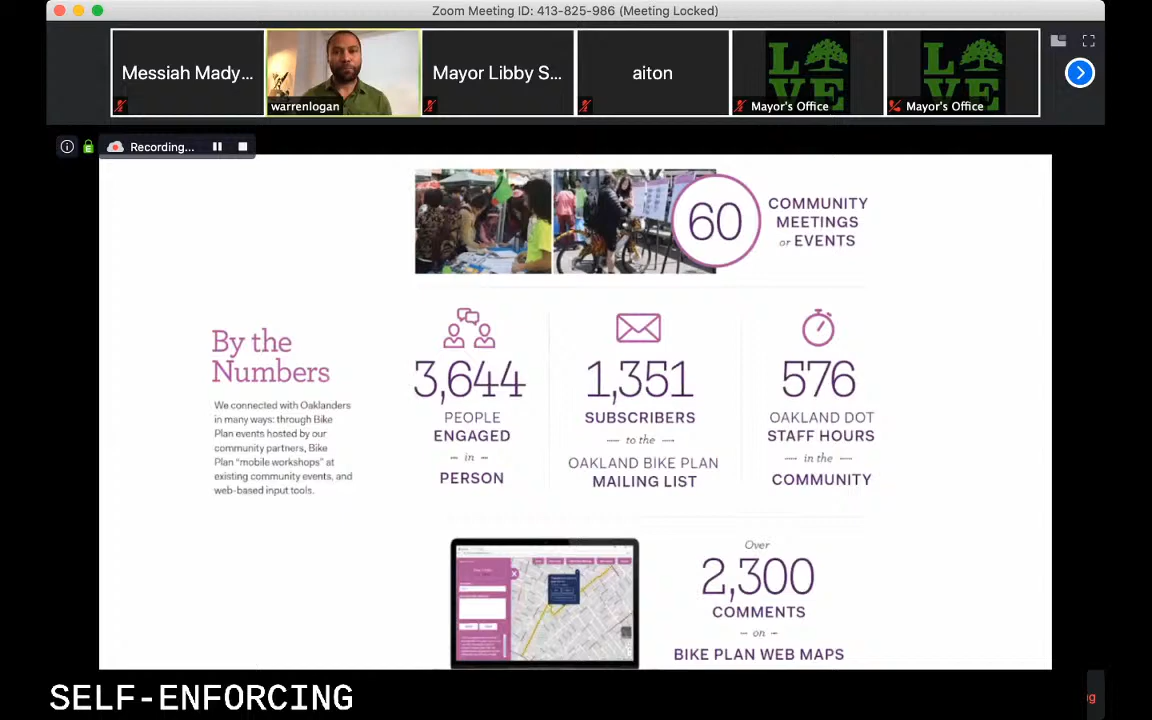 Zoom Meeting ID: 413-825-986 (Meeting Locked)
Messiah Mady...
warrenlogan
Mayor Libby S...
aiton
LOVE
Mayor's Office
LOVE
Mayor's Office
Recording...
60
COMMUNITY
MEETINGS
or EVENTS
By the
Numbers
We connected with Oaklanders
in many ways: through Bike
Plan events hosted by our
community partners, Bike
Plan “mobile workshops” at
existing community events, and
web-based input tools.
3,644
PEOPLE
ENGAGED
in
PERSON
1,351
SUBSCRIBERS
to the
OAKLAND BIKE PLAN
MAILING LIST
576
OAKLAND DOT
STAFF HOURS
in the
COMMUNITY
Over
2,300
COMMENTS
on
BIKE PLAN WEB MAPS
SELF-ENFORCING